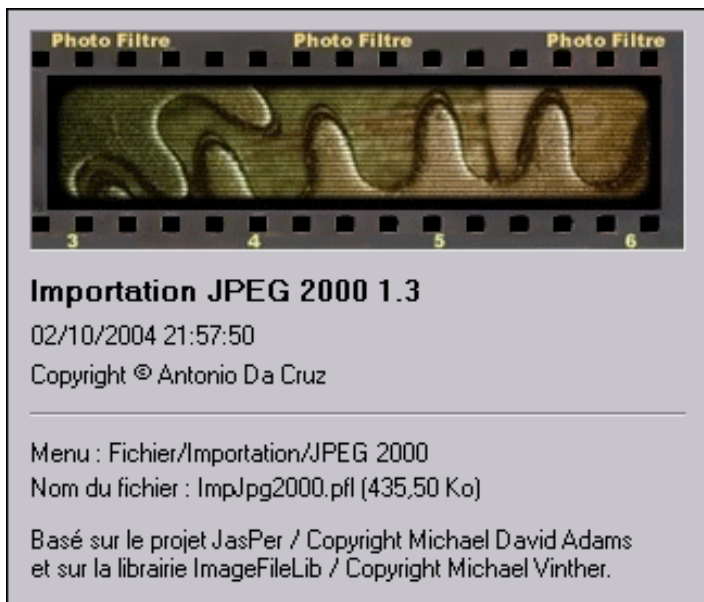 Photo Filtre Photo Filtre Photo Filtre
3 4 5 6
Importation JPEG 2000 1.3
02/10/2004 21:57:50
Copyright © Antonio Da Cruz
Menu : Fichier/Importation/JPEG 2000
Nom du fichier : ImpJpg2000.pfl (435,50 Ko)
Basé sur le projet JasPer / Copyright Michael David Adams
et sur la librairie ImageFileLib / Copyright Michael Vinther.